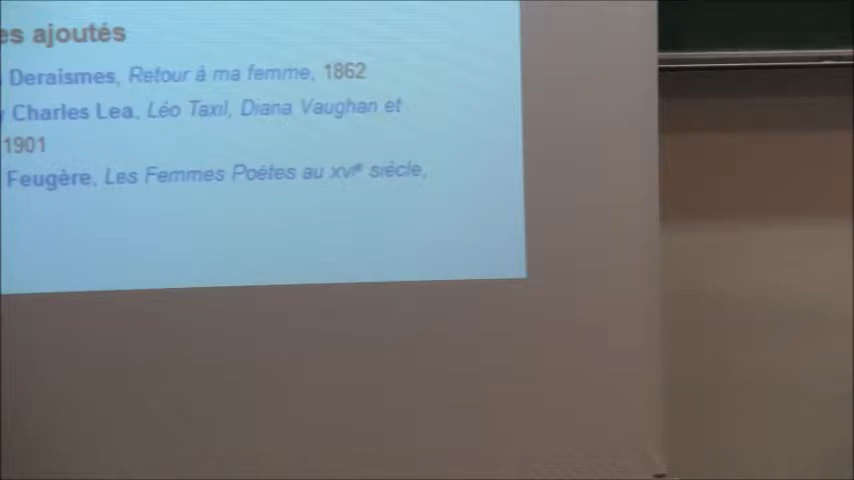 es ajoutés
Deraismes, Retour à ma femme, 1862
Charles Lea, Léo Taxil, Diana Vaughan et
1901
Feugère, Les Femmes Poètes au XVIe siècle,